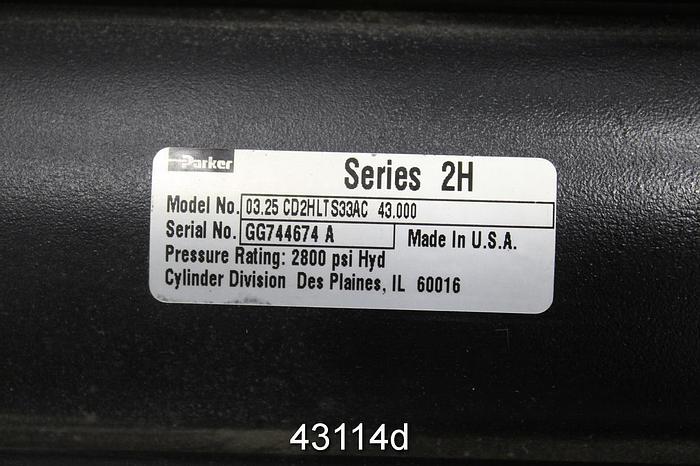 Parker
Series 2H
Model No. 03.25 CD2HLTS33AC 43.000
Serial No. GG744674 A Made In U.S.A.
Pressure Rating: 2800 psi Hyd
Cylinder Division Des Plaines, IL 60016
43114d